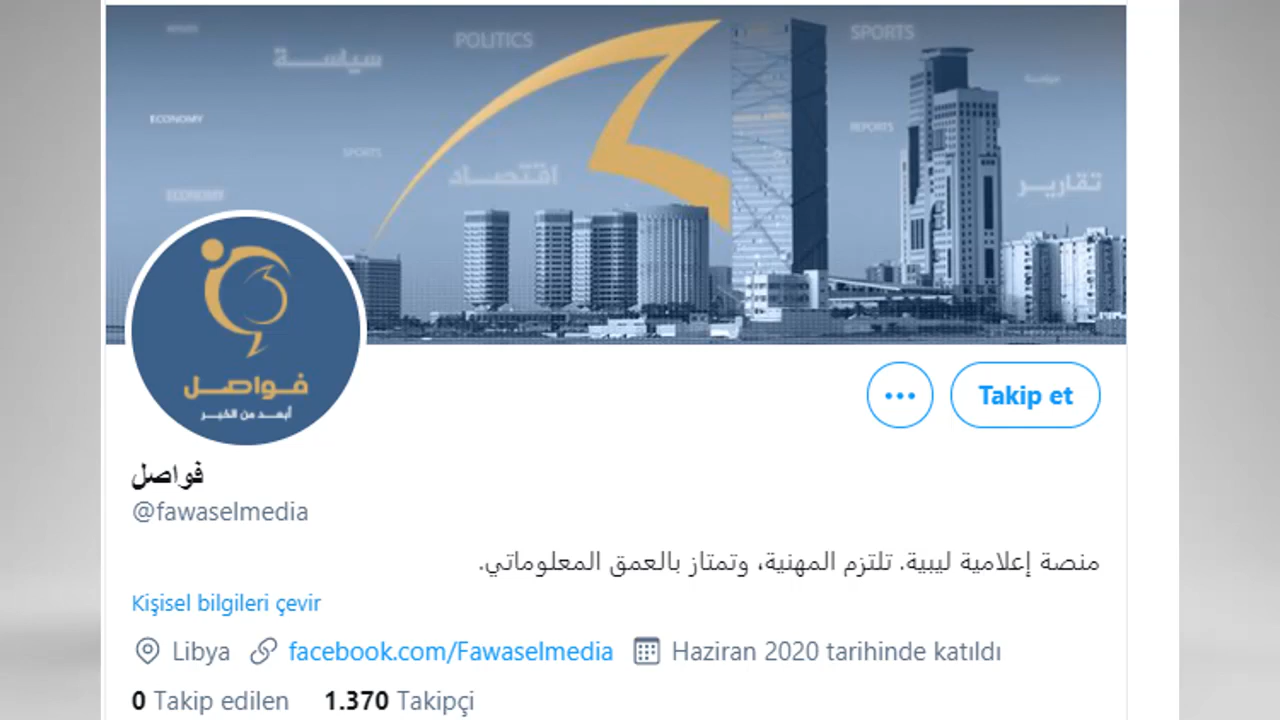 POLITICS
SPORTS
سياسة
ECONOMY
REPORTS
SPORTS
اقتصاد
تقارير
ECONOMY
فواصل
أبعد من الخبر
Takip et
فواصل
@fawaselmedia
منصة إعلامية ليبية. تلتزم المهنية، وتمتاز بالعمق المعلوماتي.
Kişisel bilgileri çevir
Libya facebook.com/Fawaselmedia Haziran 2020 tarihinde katıldı
0 Takip edilen 1.370 Takipçi